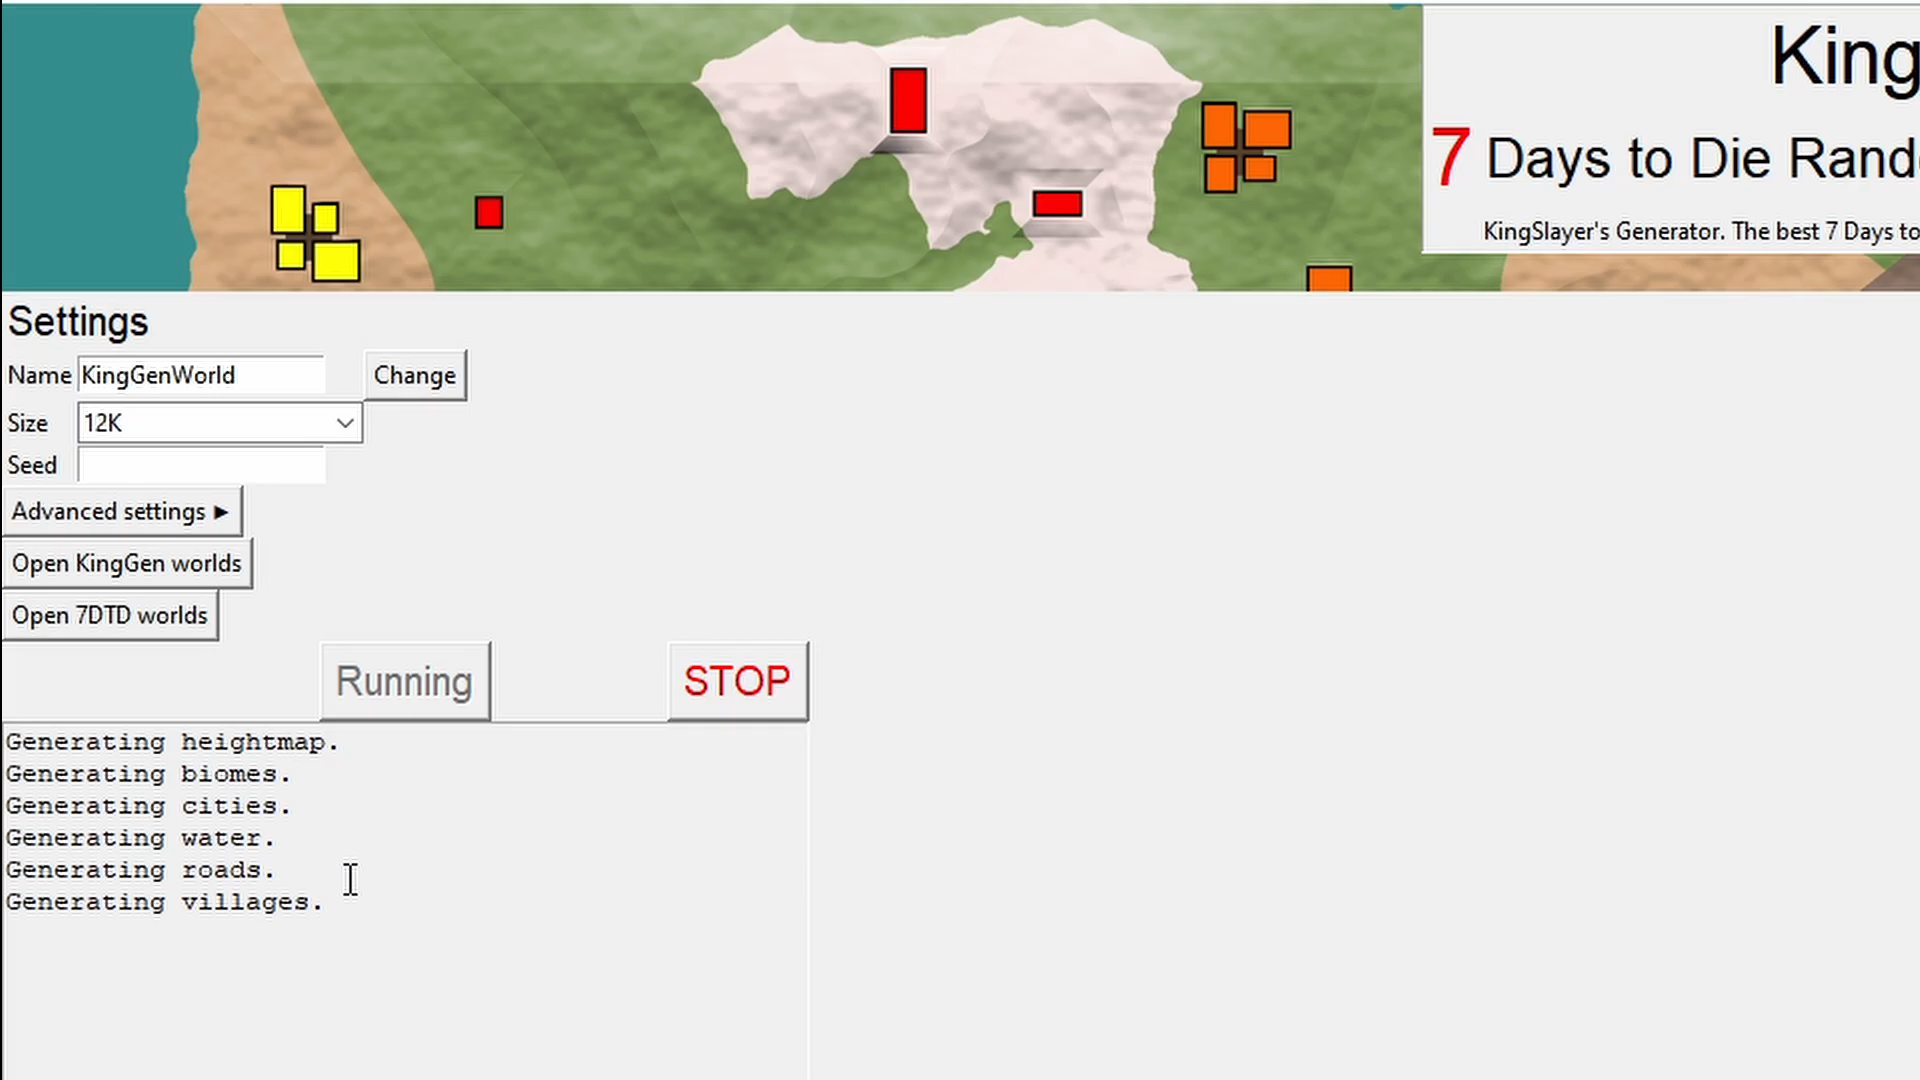 King
7 Days to Die Rand
KingSlayer's Generator. The best 7 Days to
Settings
Name KingGenWorld Change
Size 12K
Seed
Advanced settings ►
Open KingGen worlds
Open 7DTD worlds
Running STOP
Generating heightmap.
Generating biomes.
Generating cities.
Generating water.
Generating roads.
Generating villages.